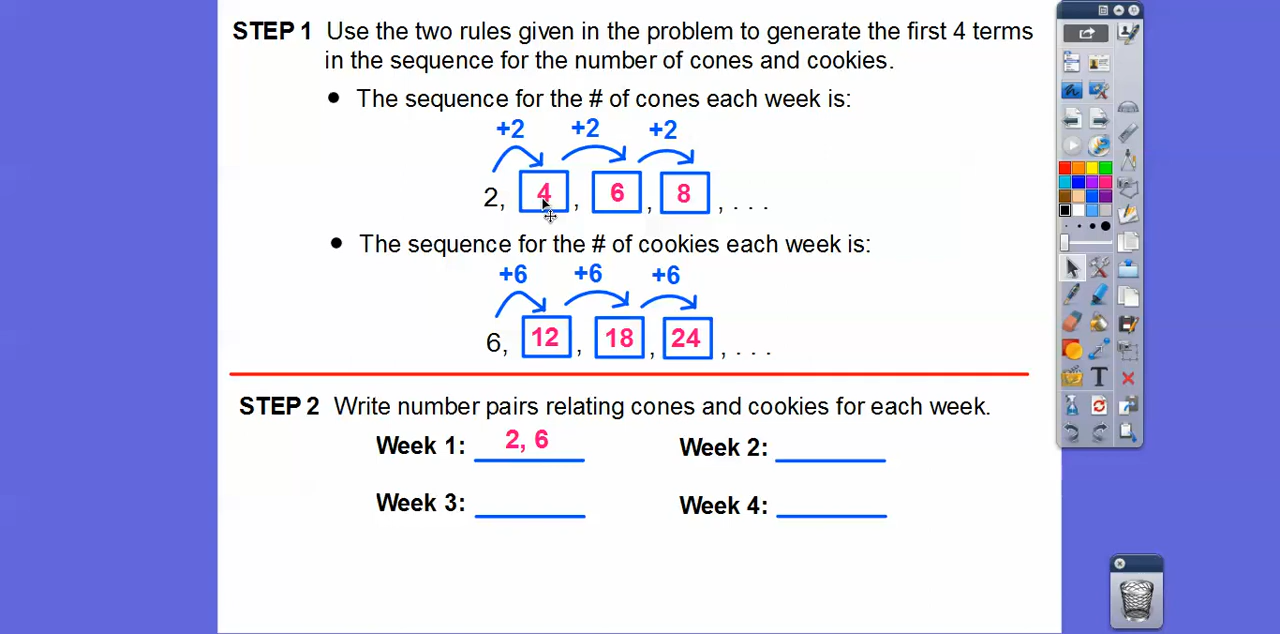 STEP 1 Use the two rules given in the problem to generate the first 4 terms
in the sequence for the number of cones and cookies.
• The sequence for the # of cones each week is:
+2 +2 +2
2, 4, 6, 8, . . .
• The sequence for the # of cookies each week is:
+6 +6 +6
6, 12, 18, 24, . . .
STEP 2 Write number pairs relating cones and cookies for each week.
Week 1: 2, 6 Week 2:
Week 3: Week 4:
T